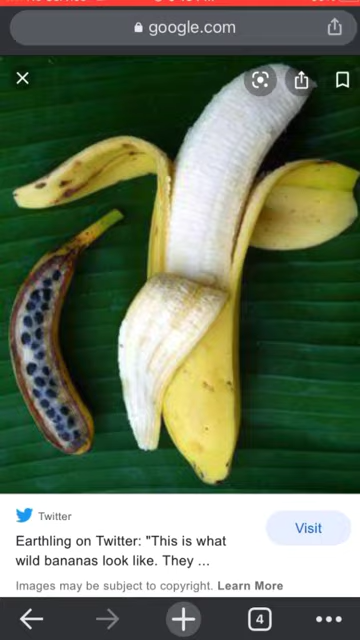 google.com
Twitter
Earthling on Twitter: "This is what
wild bananas look like. They ...
Visit
Images may be subject to copyright. Learn More
4